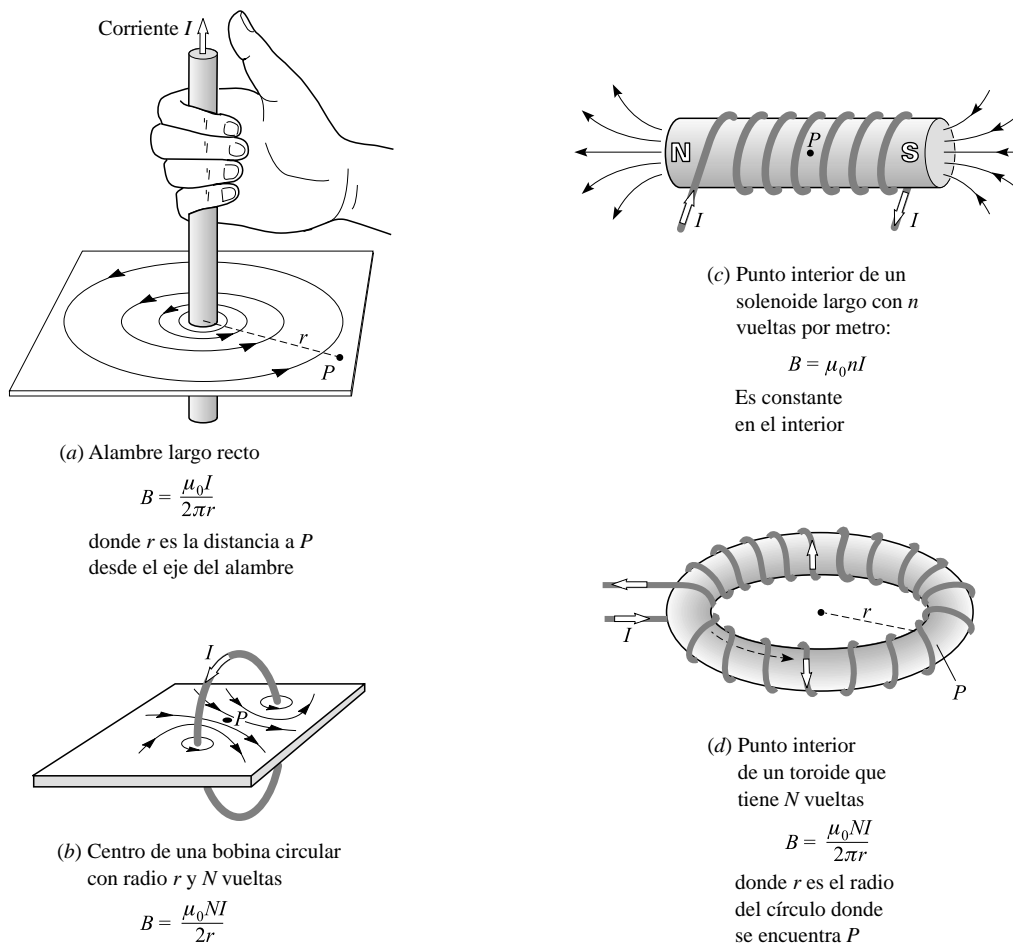 Corriente I
r
P
(a) Alambre largo recto
B = μ₀I / 2πr
donde r es la distancia a P
desde el eje del alambre
I
P
(b) Centro de una bobina circular
con radio r y N vueltas
B = μ₀NI / 2r
N
P
S
I
I
(c) Punto interior de un
solenoide largo con n
vueltas por metro:
B = μ₀nI
Es constante
en el interior
r
I
P
(d) Punto interior
de un toroide que
tiene N vueltas
B = μ₀NI / 2πr
donde r es el radio
del círculo donde
se encuentra P